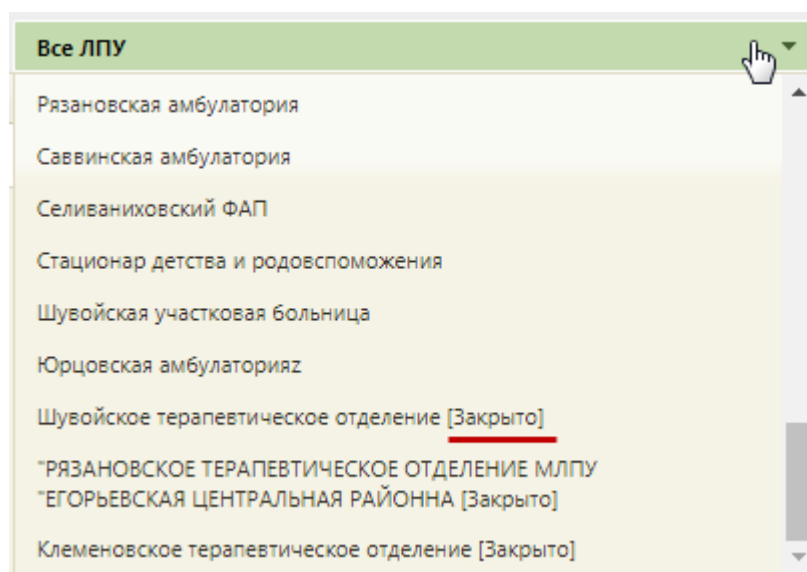 Все ЛПУ
Рязановская амбулатория
Саввинская амбулатория
Селиваниховский ФАП
Стационар детства и родовспоможения
Шувойская участковая больница
Юрцовская амбулаторияz
Шувойское терапевтическое отделение [Закрыто]
"РЯЗАНОВСКОЕ ТЕРАПЕВТИЧЕСКОЕ ОТДЕЛЕНИЕ МЛПУ
"ЕГОРЬЕВСКАЯ ЦЕНТРАЛЬНАЯ РАЙОННА [Закрыто]
Клеменовское терапевтическое отделение [Закрыто]